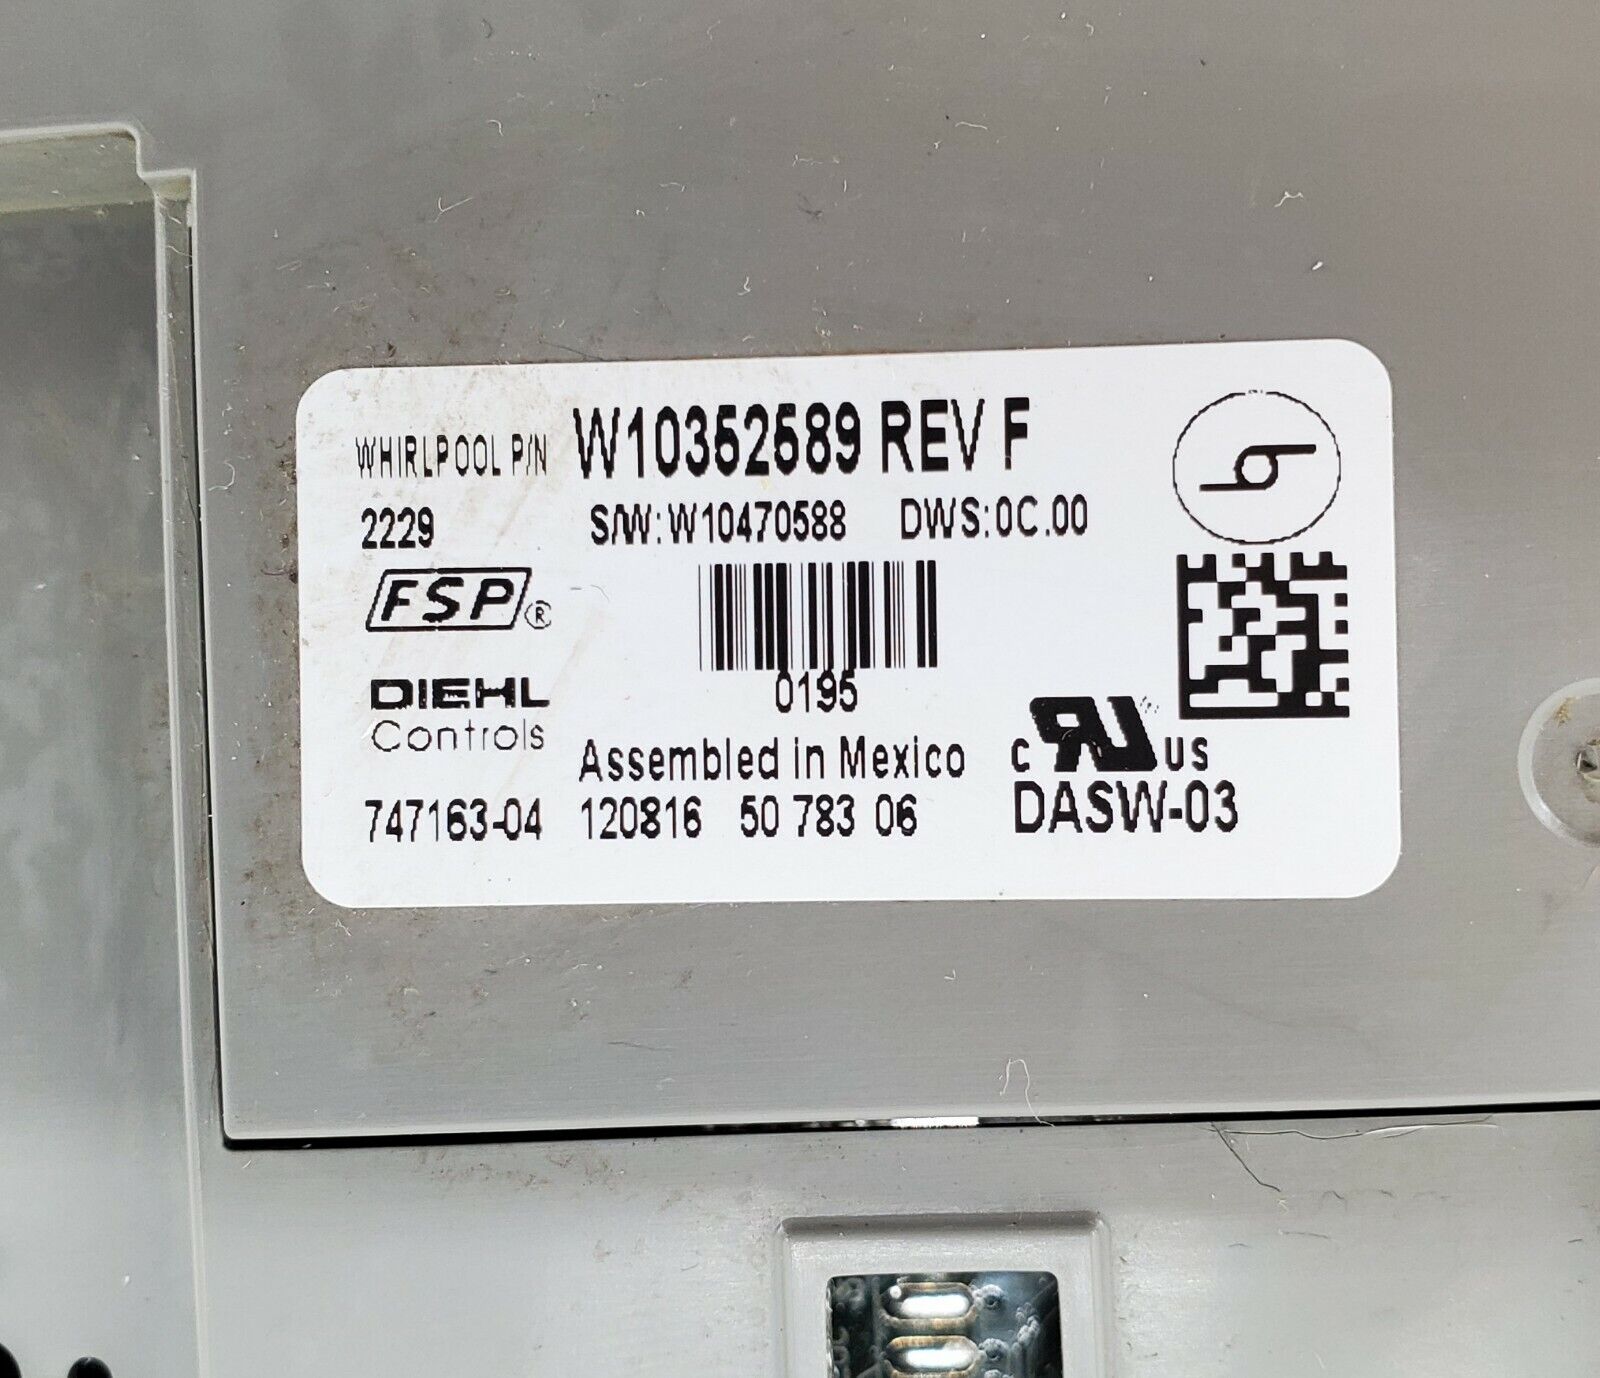 WHIRLPOOL P/N W10352589 REV F
2229 S/W:W10470588 DWS:0C.00
FSP®
0195
DIEHL
Controls
Assembled in Mexico
c RU US
747163-04 120816 50 783 06 DASW-03